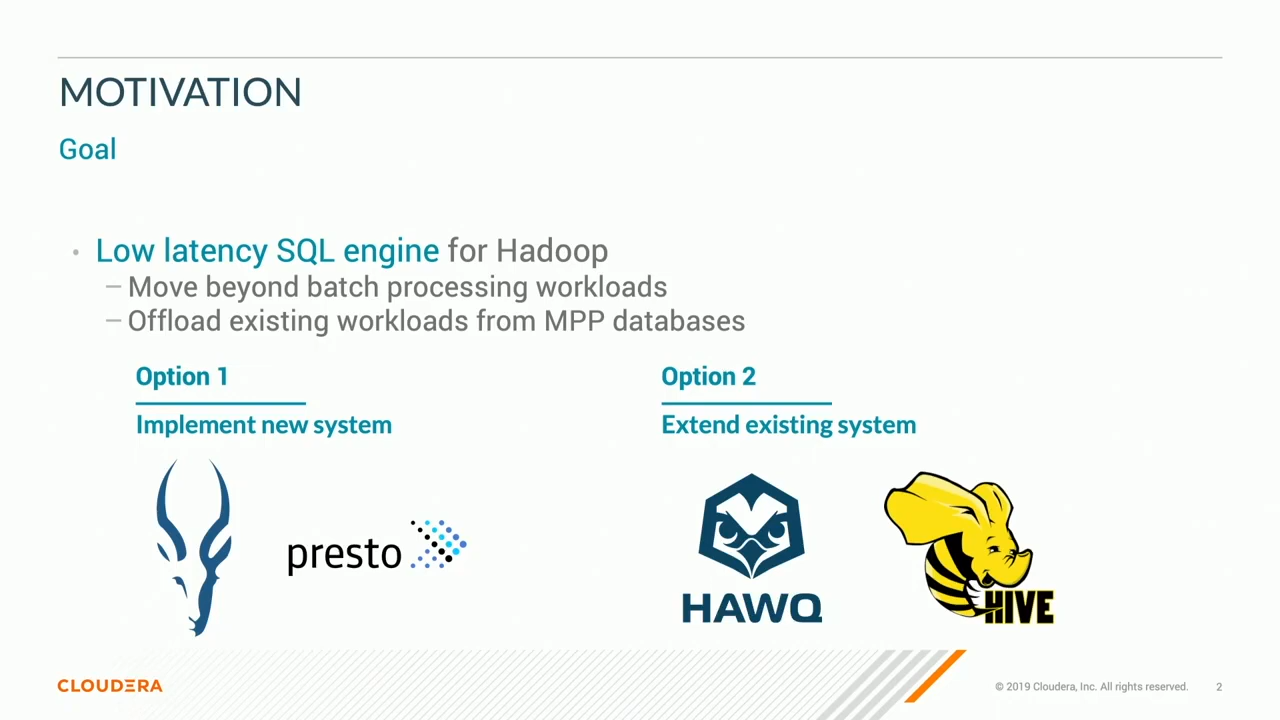 MOTIVATION
Goal
• Low latency SQL engine for Hadoop
– Move beyond batch processing workloads
– Offload existing workloads from MPP databases
Option 1
Implement new system
presto
Option 2
Extend existing system
HAWQ
HIVE
CLOUDERA
© 2019 Cloudera, Inc. All rights reserved. 2